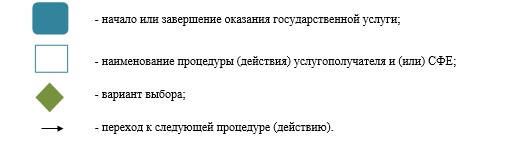 - начало или завершение оказания государственной услуги;
- наименование процедуры (действия) услугополучателя и (или) СФЕ;
- вариант выбора;
- переход к следующей процедуре (действию).